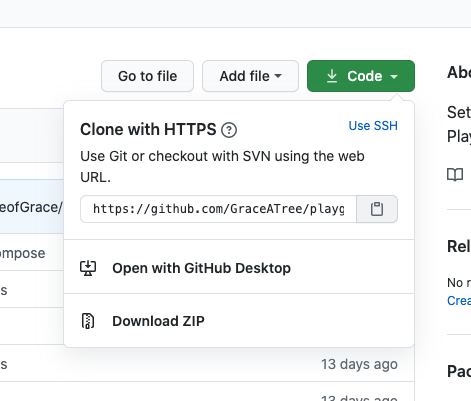 Go to file
Add file
Code
Abo
Clone with HTTPS
Use SSH
Set
Use Git or checkout with SVN using the web
Play
URL.
https://github.com/GraceATree/playg
eofGrace/
Rel
ompose
Open with GitHub Desktop
No r
s
Crea
Download ZIP
s
13 days ago
Pac
13 days ago